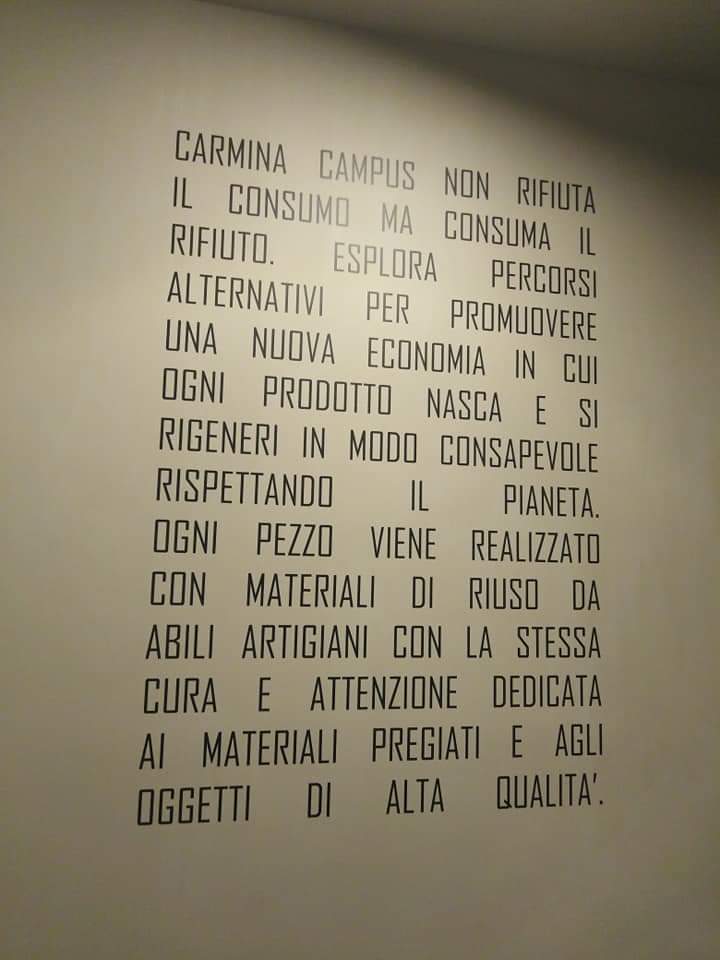 CARMINA CAMPUS NON RIFIUTA
IL CONSUMO MA CONSUMA IL
RIFIUTO. ESPLORA PERCORSI
ALTERNATIVI PER PROMUOVERE
UNA NUOVA ECONOMIA IN CUI
OGNI PRODOTTO NASCA E SI
RIGENERI IN MODO CONSAPEVOLE
RISPETTANDO IL PIANETA.
OGNI PEZZO VIENE REALIZZATO
CON MATERIALI DI RIUSO DA
ABILI ARTIGIANI CON LA STESSA
CURA E ATTENZIONE DEDICATA
AI MATERIALI PREGIATI E AGLI
OGGETTI DI ALTA QUALITA'.